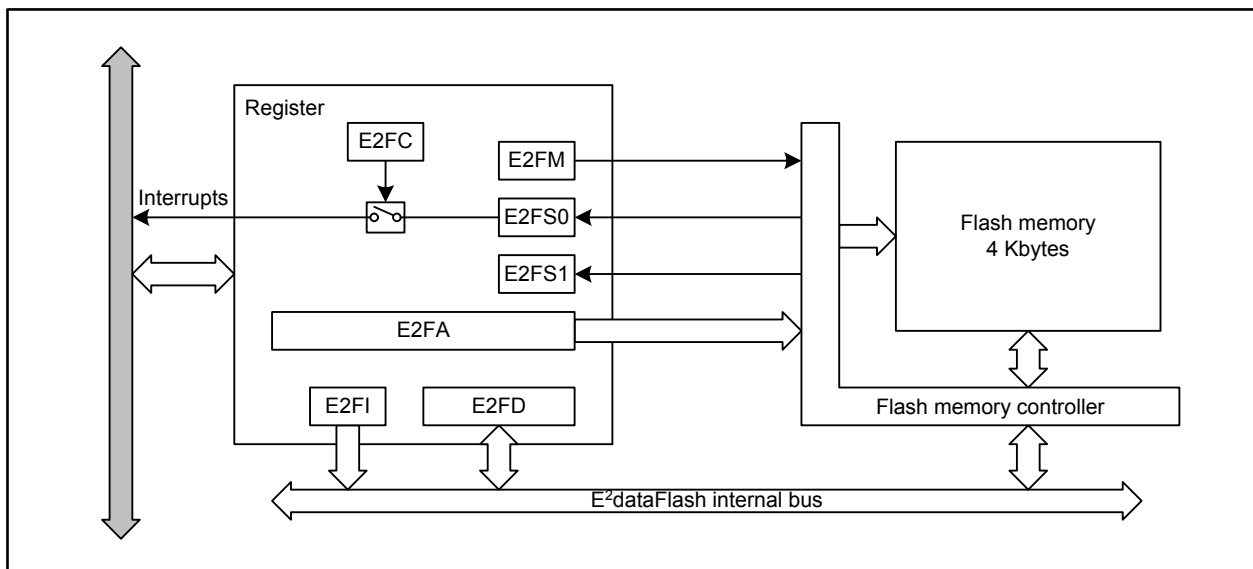 Register
E2FC
E2FM
Interrupts
E2FS0
Flash memory
4 Kbytes
E2FS1
E2FA
E2FI
E2FD
Flash memory controller
E²dataFlash internal bus